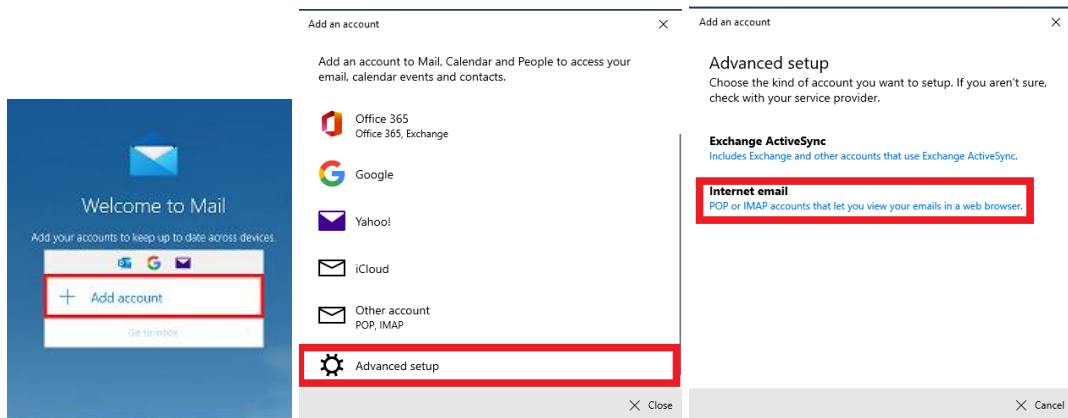 Welcome to Mail
Add your accounts to keep up to date across devices.
Add account
Go to inbox
Add an account
Add an account to Mail, Calendar and People to access your
email, calendar events and contacts.
Office 365
Office 365, Exchange
Google
Yahoo!
iCloud
Other account
POP, IMAP
Advanced setup
Close
Add an account
Advanced setup
Choose the kind of account you want to setup. If you aren't sure,
check with your service provider.
Exchange ActiveSync
Includes Exchange and other accounts that use Exchange ActiveSync.
Internet email
POP or IMAP accounts that let you view your emails in a web browser.
Cancel